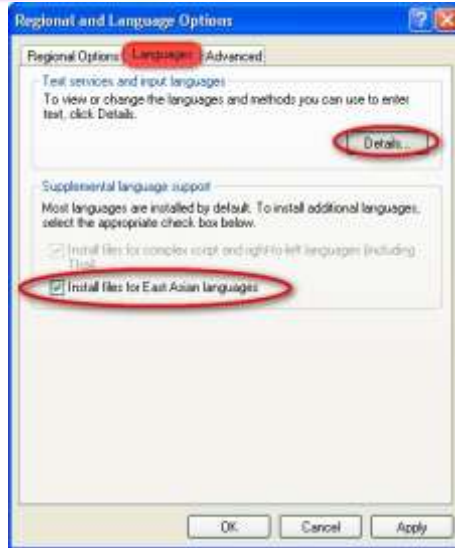 Regional and Language Options
Regional Options Languages Advanced
Text services and input languages
To view or change the languages and methods you can use to enter
text, click Details.
Details...
Supplemental language support
Most languages are installed by default. To install additional languages,
select the appropriate check box below.
Install files for complex script and right-to-left languages (including
Thai)
Install files for East Asian languages
OK Cancel Apply